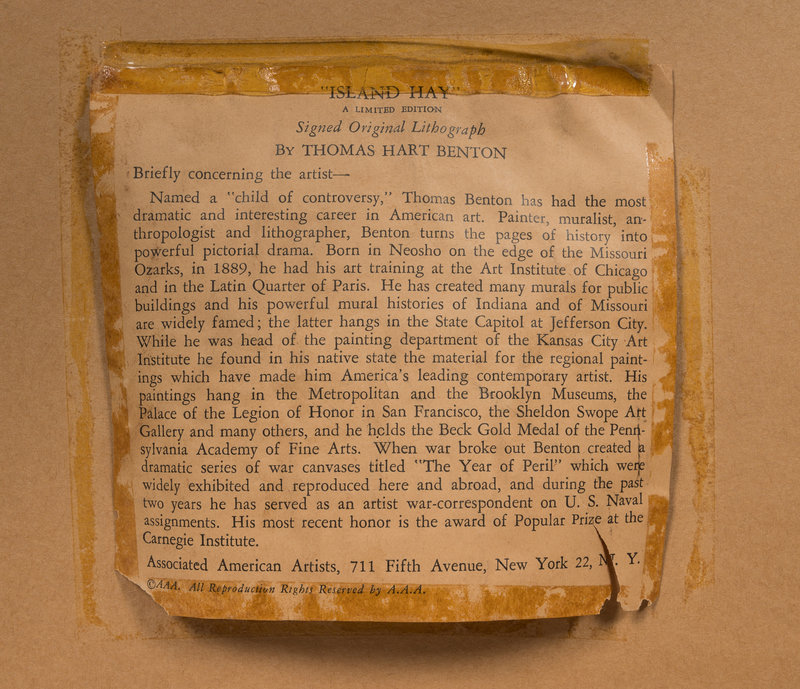 "ISLAND HAY"
A LIMITED EDITION
Signed Original Lithograph
BY THOMAS HART BENTON
Briefly concerning the artist—
Named a "child of controversy," Thomas Benton has had the most
dramatic and interesting career in American art. Painter, muralist, an-
thropologist and lithographer, Benton turns the pages of history into
powerful pictorial drama. Born in Neosho on the edge of the Missouri
Ozarks, in 1889, he had his art training at the Art Institute of Chicago
and in the Latin Quarter of Paris. He has created many murals for public
buildings and his powerful mural histories of Indiana and of Missouri
are widely famed; the latter hangs in the State Capitol at Jefferson City.
While he was head of the painting department of the Kansas City Art
Institute he found in his native state the material for the regional paint-
ings which have made him America's leading contemporary artist. His
paintings hang in the Metropolitan and the Brooklyn Museums, the
Palace of the Legion of Honor in San Francisco, the Sheldon Swope Art
Gallery and many others, and he holds the Beck Gold Medal of the Penn-
sylvania Academy of Fine Arts. When war broke out Benton created a
dramatic series of war canvases titled "The Year of Peril" which were
widely exhibited and reproduced here and abroad, and during the past
two years he has served as an artist war-correspondent on U. S. Naval
assignments. His most recent honor is the award of Popular Prize at the
Carnegie Institute.
Associated American Artists, 711 Fifth Avenue, New York 22, N. Y.
©AAA. All Reproduction Rights Reserved by A.A.A.